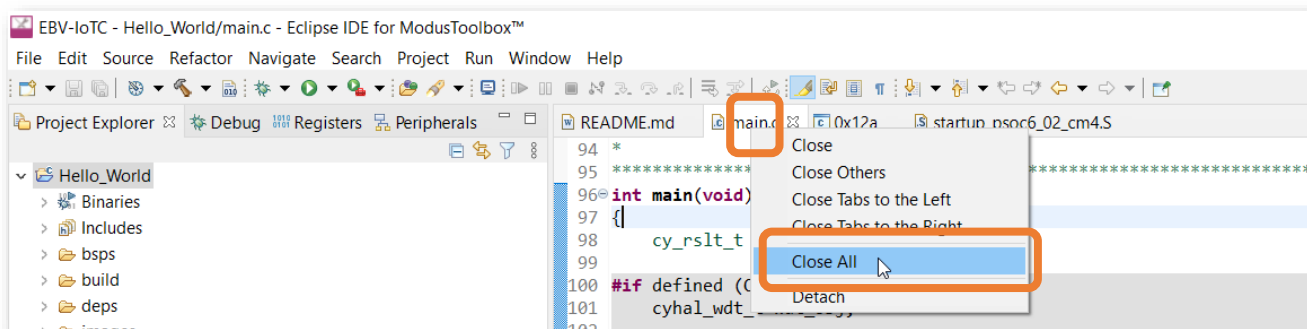 EBV-IoTC - Hello_World/main.c - Eclipse IDE for ModusToolbox™
File Edit Source Refactor Navigate Search Project Run Window Help
Project Explorer Debug Registers Peripherals
README.md main.c 0x12a startup_psoc6_02_cm4.S
Hello_World
Binaries
Includes
bsps
build
deps
94 *
95
96 int main(void)
97 {
98 cy_rslt_t
99
100 #if defined (
101
Close
Close Others
Close Tabs to the Left
Close Tabs to the Right
Close All
Detach